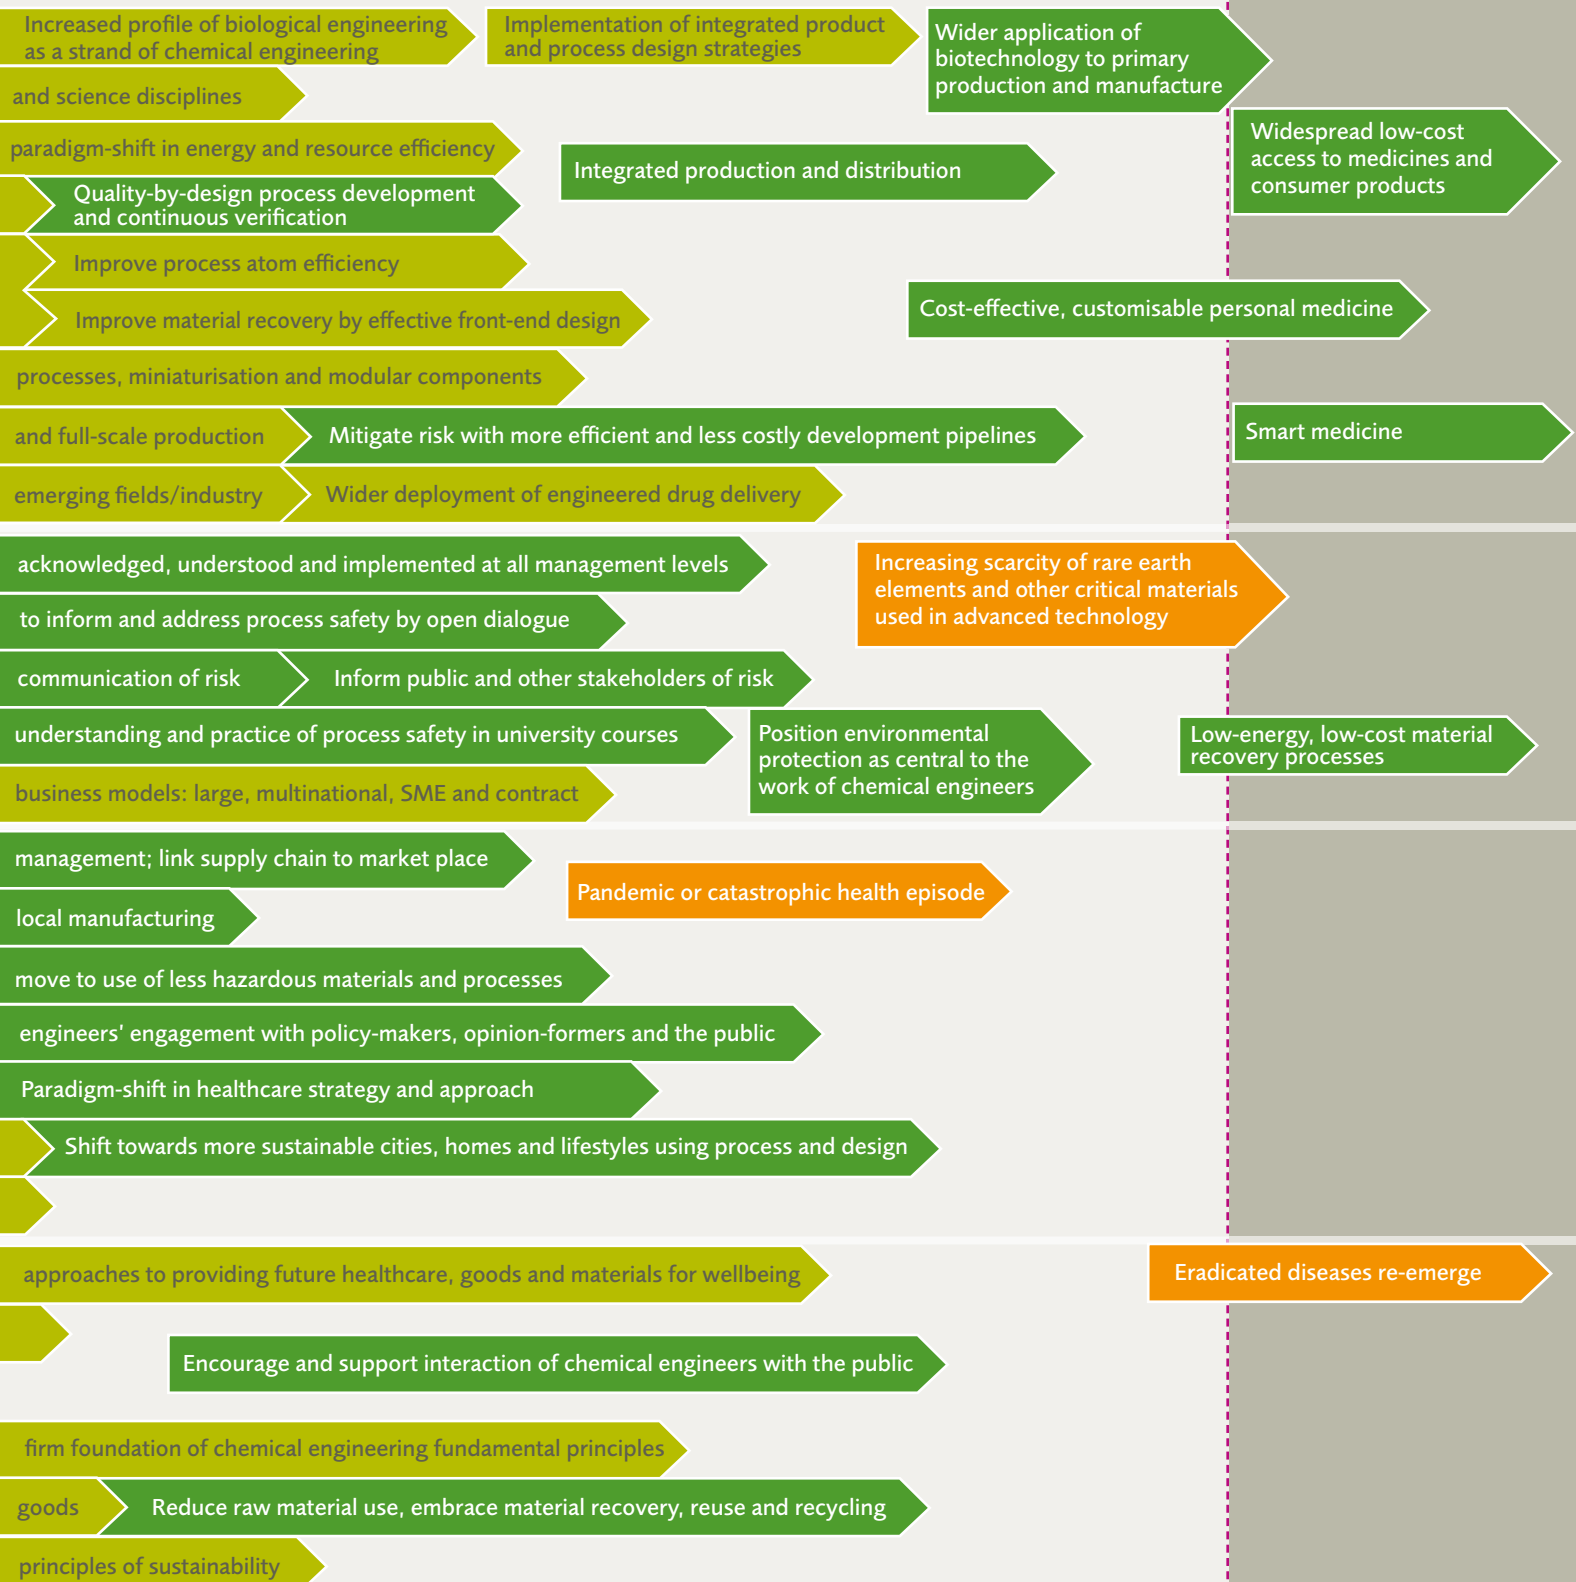 Increased profile of biological engineering
as a strand of chemical engineering
Implementation of integrated product
and process design strategies
Wider application of
biotechnology to primary
production and manufacture
and science disciplines
Widespread low-cost
access to medicines and
consumer products
paradigm-shift in energy and resource efficiency
Integrated production and distribution
Quality-by-design process development
and continuous verification
Improve process atom efficiency
Cost-effective, customisable personal medicine
Improve material recovery by effective front-end design
processes, miniaturisation and modular components
and full-scale production
Mitigate risk with more efficient and less costly development pipelines
Smart medicine
emerging fields/industry
Wider deployment of engineered drug delivery
acknowledged, understood and implemented at all management levels
Increasing scarcity of rare earth
elements and other critical materials
used in advanced technology
to inform and address process safety by open dialogue
communication of risk
Inform public and other stakeholders of risk
understanding and practice of process safety in university courses
Position environmental
protection as central to the
work of chemical engineers
Low-energy, low-cost material
recovery processes
business models: large, multinational, SME and contract
management; link supply chain to market place
Pandemic or catastrophic health episode
local manufacturing
move to use of less hazardous materials and processes
engineers' engagement with policy-makers, opinion-formers and the public
Paradigm-shift in healthcare strategy and approach
Shift towards more sustainable cities, homes and lifestyles using process and design
approaches to providing future healthcare, goods and materials for wellbeing
Eradicated diseases re-emerge
Encourage and support interaction of chemical engineers with the public
firm foundation of chemical engineering fundamental principles
goods
Reduce raw material use, embrace material recovery, reuse and recycling
principles of sustainability